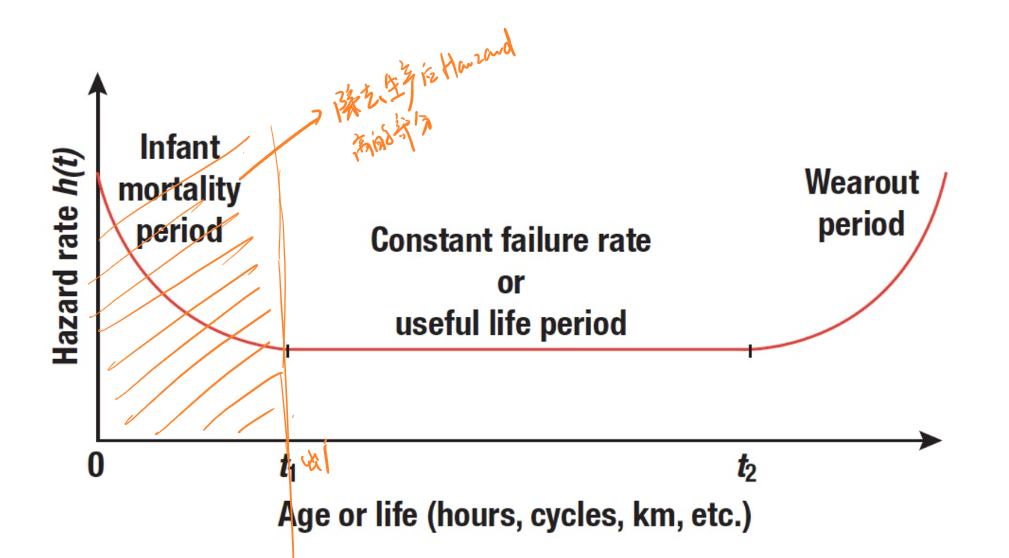 除去生产后Hanzard
高的部分
Infant
mortality
period
Wearout
period
Constant failure rate
or
useful life period
Hazard rate h(t)
0
t1
t2
Age or life (hours, cycles, km, etc.)